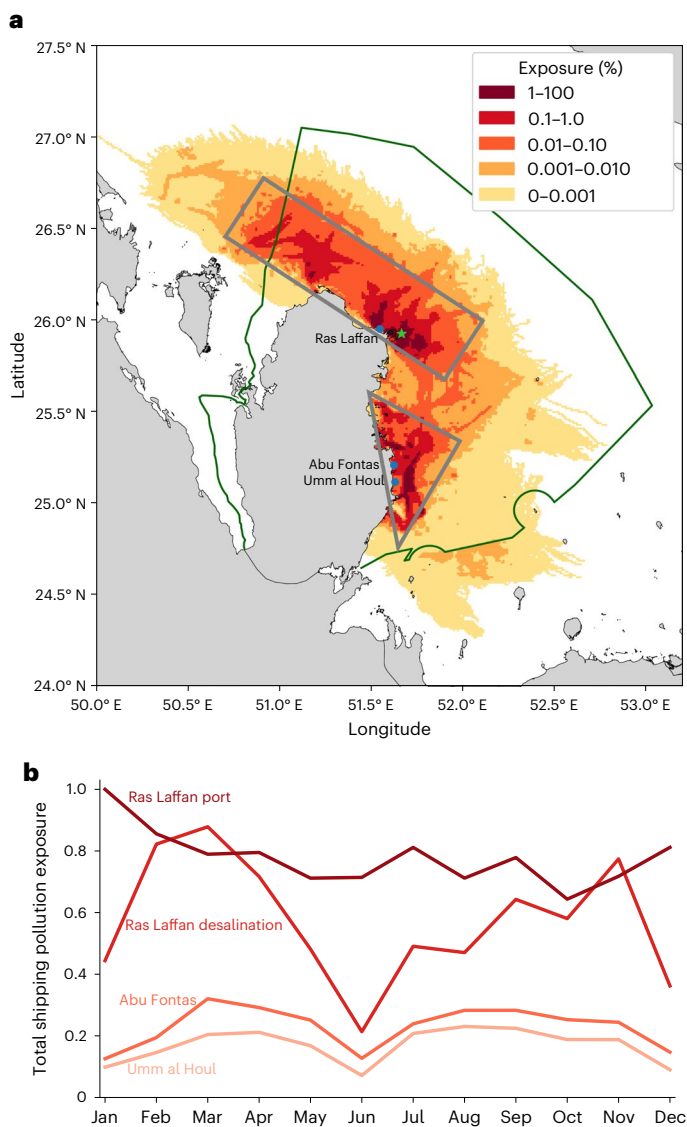 a
27.5° N
27.0° N
26.5° N
26.0° N
25.5° N
25.0° N
24.5° N
24.0° N
Latitude
Exposure (%)
1–100
0.1–1.0
0.01–0.10
0.001–0.010
0–0.001
Ras Laffan
Abu Fontas
Umm al Houl
50.0° E 50.5° E 51.0° E 51.5° E 52.0° E 52.5° E 53.0° E
Longitude
b
1.0
0.8
0.6
0.4
0.2
0
Total shipping pollution exposure
Ras Laffan port
Ras Laffan desalination
Abu Fontas
Umm al Houl
Jan Feb Mar Apr May Jun Jul Aug Sep Oct Nov Dec